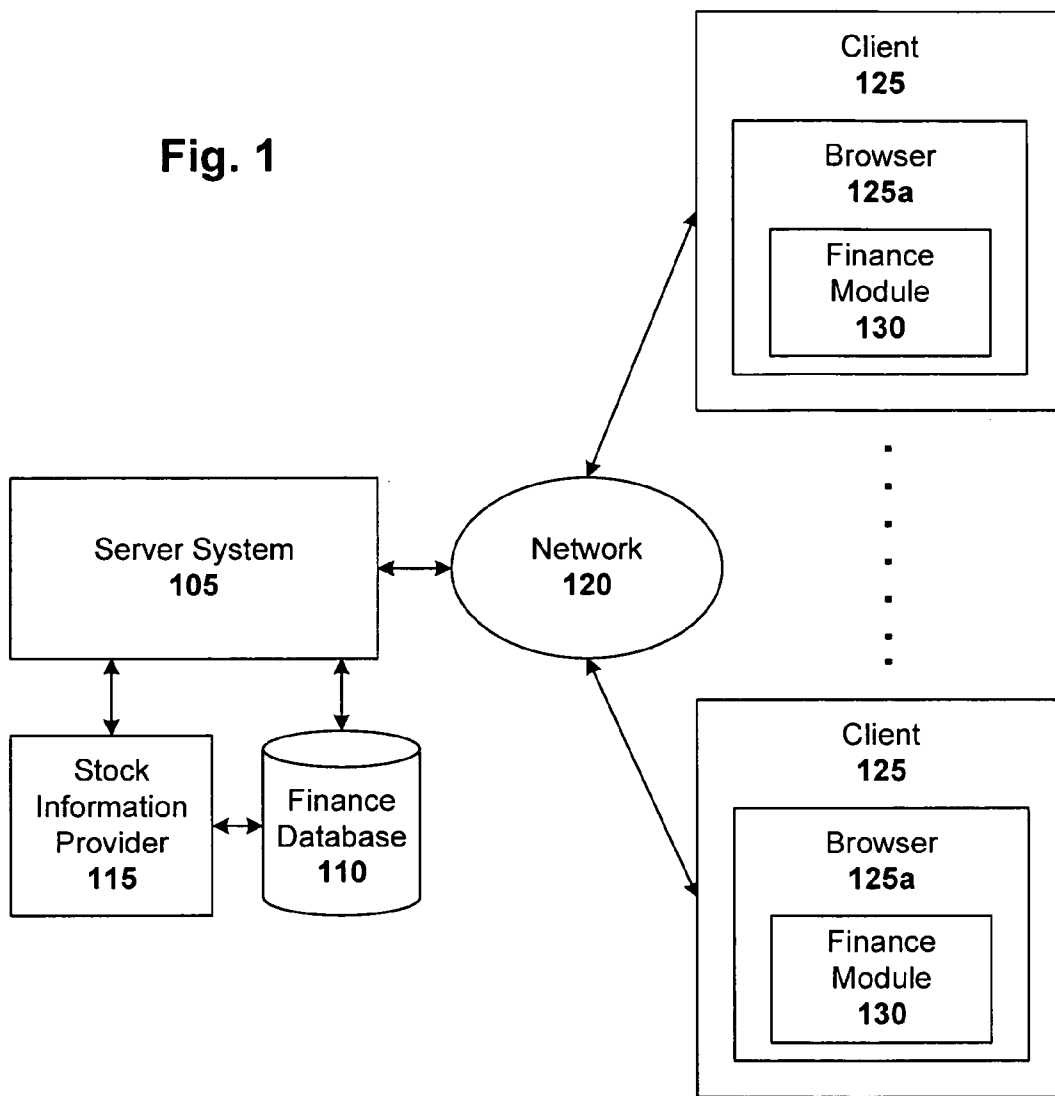 Fig. 1
Client
125
Browser
125a
Finance
Module
130
Server System
105
Network
120
Stock
Information
Provider
115
Finance
Database
110
Client
125
Browser
125a
Finance
Module
130